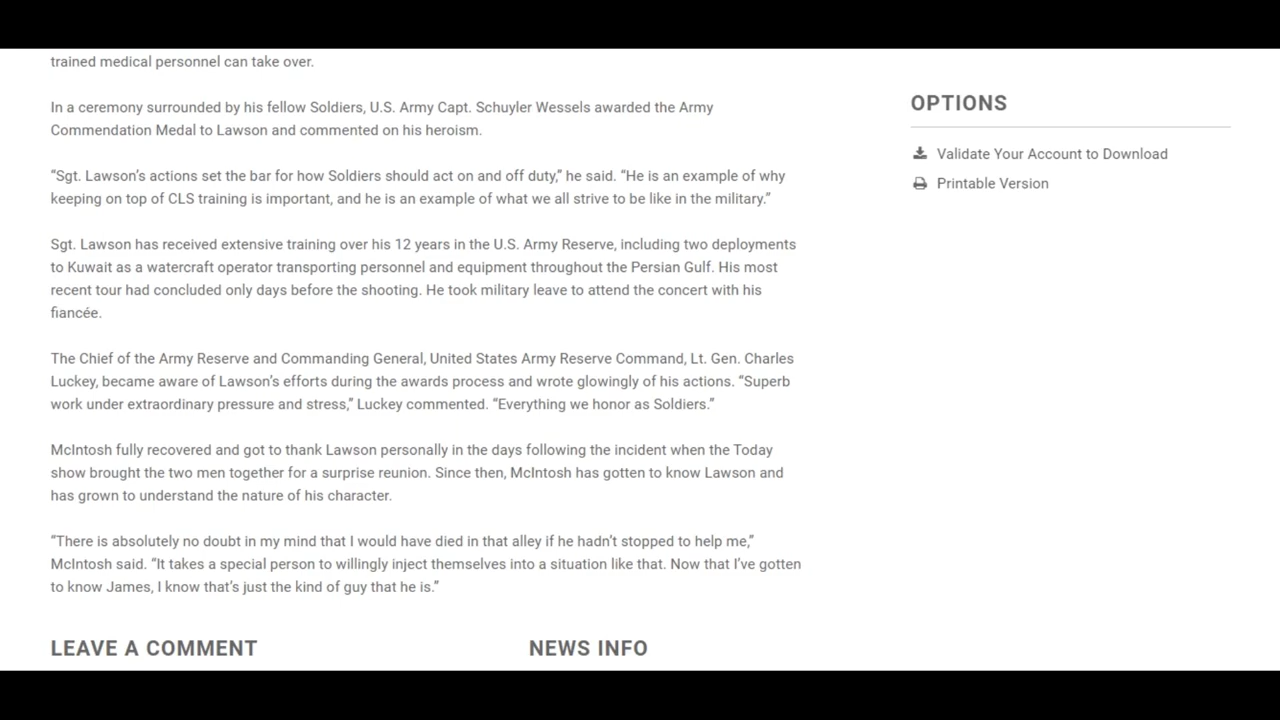 trained medical personnel can take over.
In a ceremony surrounded by his fellow Soldiers, U.S. Army Capt. Schuyler Wessels awarded the Army
Commendation Medal to Lawson and commented on his heroism.
“Sgt. Lawson’s actions set the bar for how Soldiers should act on and off duty,” he said. “He is an example of why
keeping on top of CLS training is important, and he is an example of what we all strive to be like in the military.”
Sgt. Lawson has received extensive training over his 12 years in the U.S. Army Reserve, including two deployments
to Kuwait as a watercraft operator transporting personnel and equipment throughout the Persian Gulf. His most
recent tour had concluded only days before the shooting. He took military leave to attend the concert with his
fiancée.
The Chief of the Army Reserve and Commanding General, United States Army Reserve Command, Lt. Gen. Charles
Luckey, became aware of Lawson’s efforts during the awards process and wrote glowingly of his actions. “Superb
work under extraordinary pressure and stress,” Luckey commented. “Everything we honor as Soldiers.”
McIntosh fully recovered and got to thank Lawson personally in the days following the incident when the Today
show brought the two men together for a surprise reunion. Since then, McIntosh has gotten to know Lawson and
has grown to understand the nature of his character.
“There is absolutely no doubt in my mind that I would have died in that alley if he hadn’t stopped to help me,”
McIntosh said. “It takes a special person to willingly inject themselves into a situation like that. Now that I’ve gotten
to know James, I know that’s just the kind of guy that he is.”
LEAVE A COMMENT
NEWS INFO
OPTIONS
Validate Your Account to Download
Printable Version